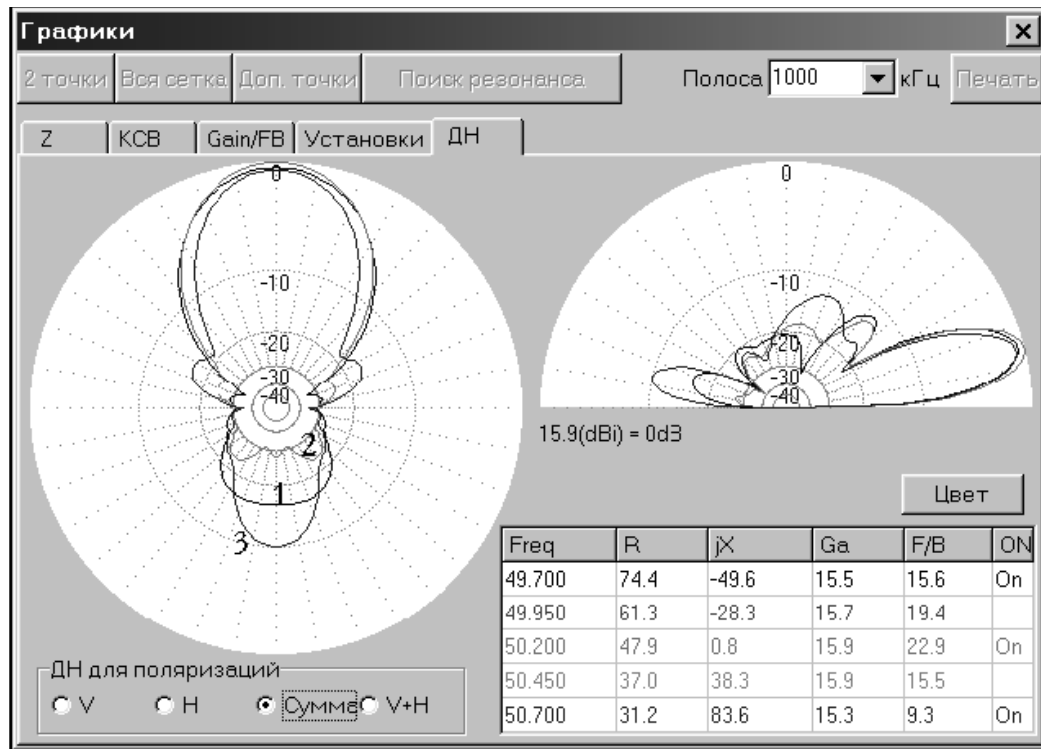 Графики
2 точки Вся сетка Доп. точки Поиск резонанса Полоса 1000 кГц Печать
Z КСВ Gain/FB Установки ДН
0
-10
-20
-30
-40
2
1
3
0
-10
-20
-30
-40
15.9(dBi) = 0dB
Цвет
Freq R jX Ga F/B ON
49.700 74.4 -49.6 15.5 15.6 On
49.950 61.3 -28.3 15.7 19.4
50.200 47.9 0.8 15.9 22.9 On
50.450 37.0 38.3 15.9 15.5
50.700 31.2 83.6 15.3 9.3 On
ДН для поляризаций
V H Сумма V+H